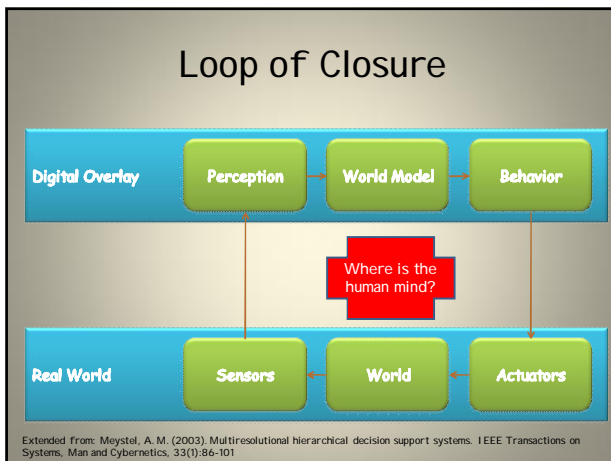 Loop of Closure
Digital Overlay
Perception
World Model
Behavior
Where is the
human mind?
Real World
Sensors
World
Actuators
Extended from: Meystel, A. M. (2003). Multiresolutional hierarchical decision support systems. IEEE Transactions on
Systems, Man and Cybernetics, 33(1):86-101